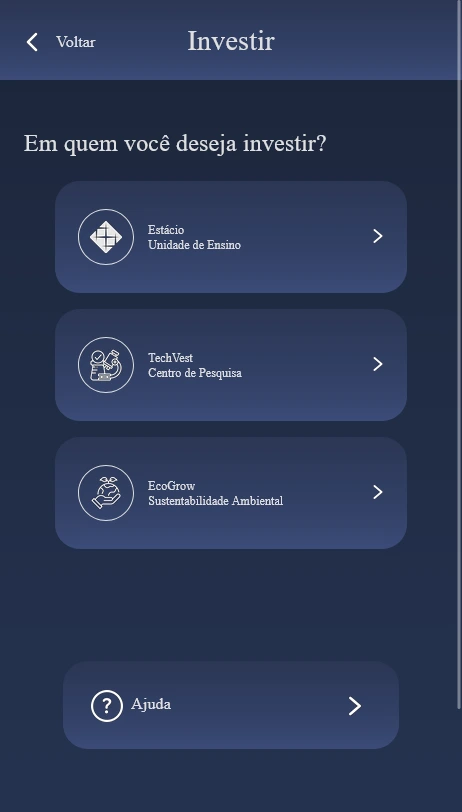 Voltar
Investir
Em quem você deseja investir?
Estácio
Unidade de Ensino
TechVest
Centro de Pesquisa
EcoGrow
Sustentabilidade Ambiental
? Ajuda